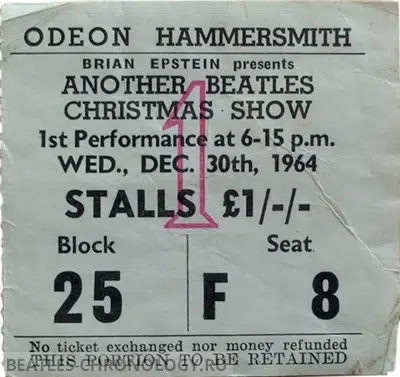 ODEON HAMMERSMITH
BRIAN EPSTEIN presents
ANOTHER BEATLES
CHRISTMAS SHOW
1
1st Performance at 6-15 p.m.
WED., DEC. 30th, 1964
STALLS £1/-/-
Block Seat
25 F 8
No ticket exchanged nor money refunded
THIS PORTION TO BE RETAINED
BEATLES-CHRONOLOGY.RU